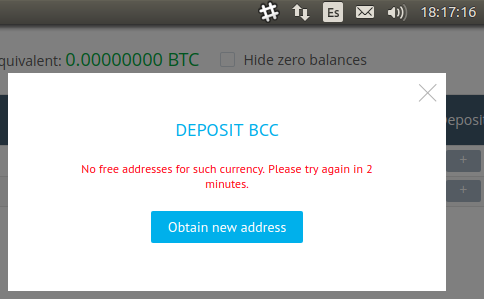 Es 18:17:16
quivalent: 0.00000000 BTC Hide zero balances
DEPOSIT BCC
Deposit
No free addresses for such currency. Please try again in 2
minutes.
+
+
Obtain new address